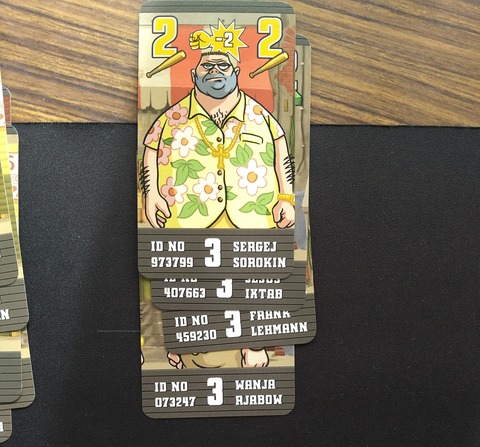 2 -2 2
ID NO 3 SERGEJ
973799 SOROKIN
ID NO JESUS
407663 3 IXTAB
ID NO 3 FRANK
459230 LEHMANN
ID NO 3 WANJA
073247 RJABOW
N
N